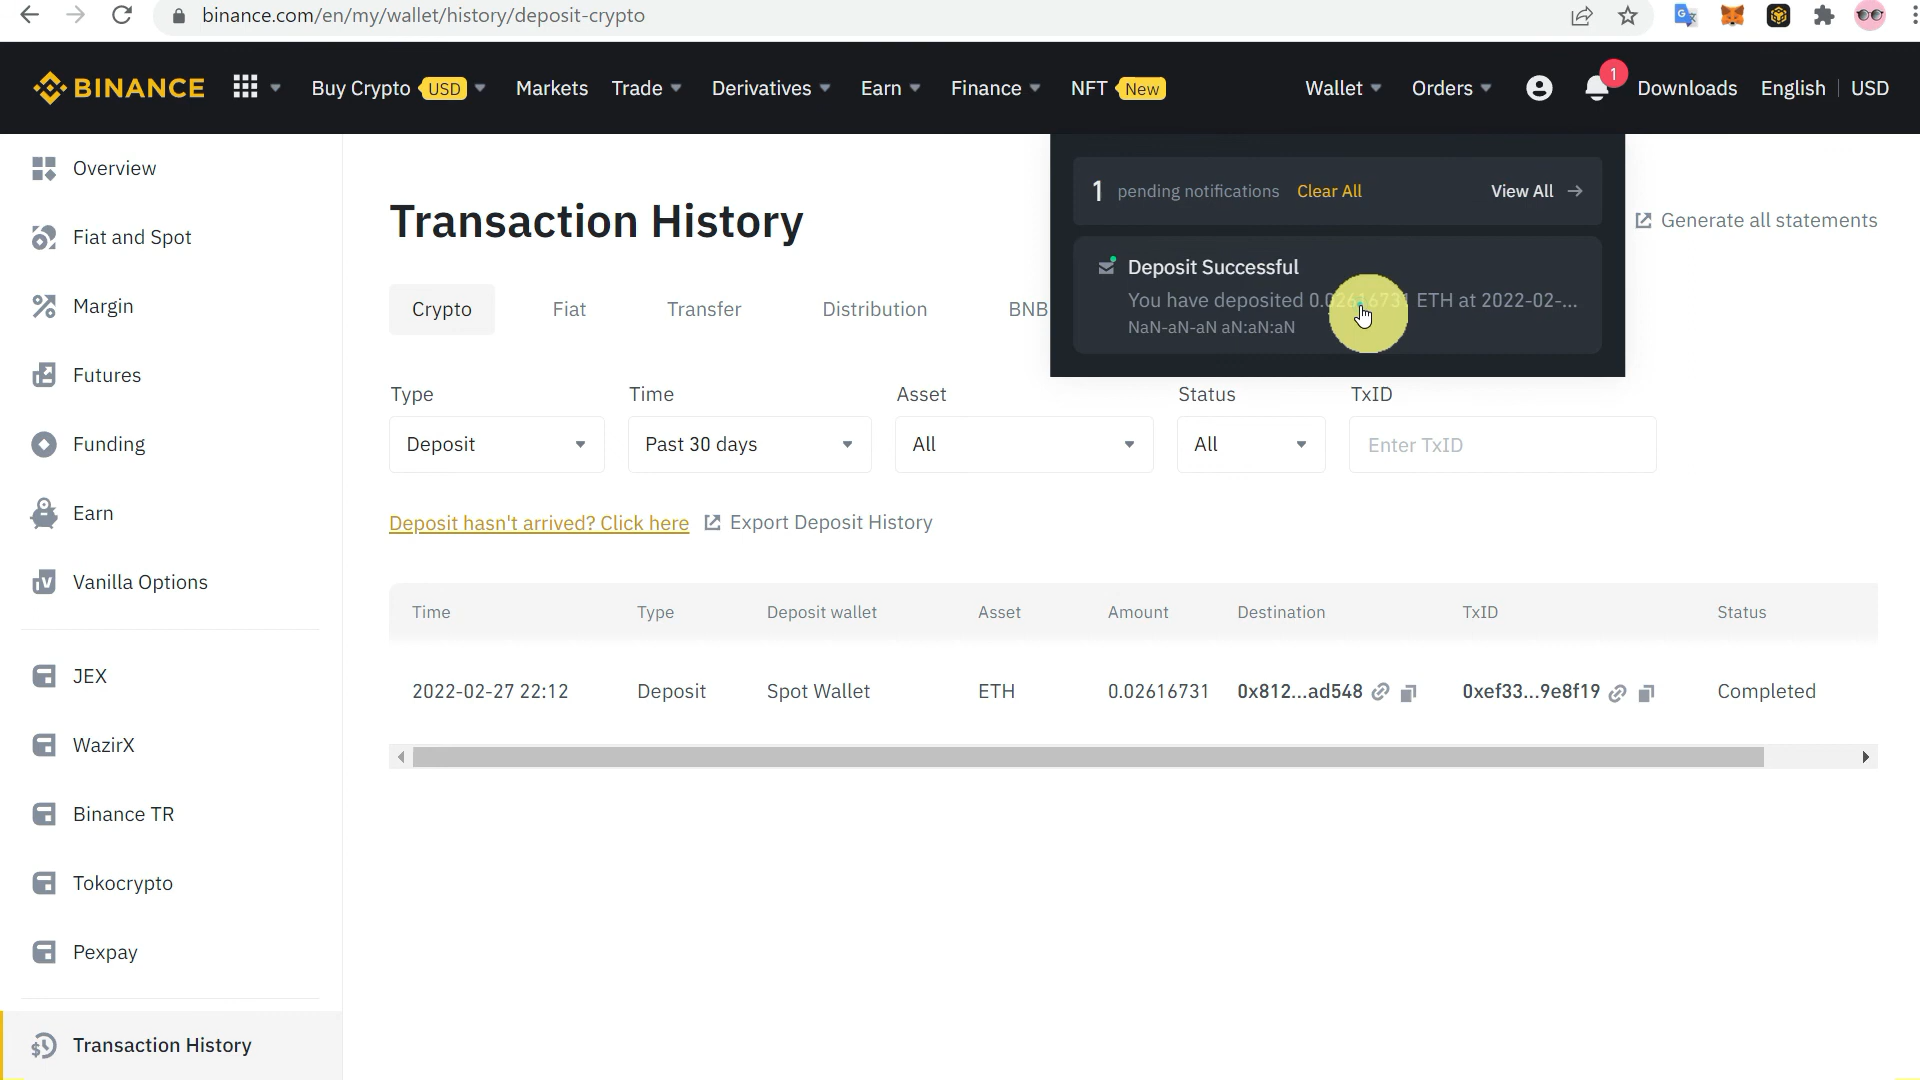 binance.com/en/my/wallet/history/deposit-crypto
BINANCE
Buy Crypto USD
Markets
Trade
Derivatives
Earn
Finance
NFT New
Wallet
Orders
1
Downloads
English
USD
Overview
Fiat and Spot
Margin
Futures
Funding
Earn
Vanilla Options
JEX
WazirX
Binance TR
Tokocrypto
Pexpay
Transaction History
Transaction History
1 pending notifications Clear All View All
Deposit Successful
You have deposited 0.02616731 ETH at 2022-02-...
NaN-aN-aN aN:aN:aN
Generate all statements
Crypto Fiat Transfer Distribution BNB
Type Time Asset Status TxID
Deposit Past 30 days All All Enter TxID
Deposit hasn't arrived? Click here Export Deposit History
Time Type Deposit wallet Asset Amount Destination TxID Status
2022-02-27 22:12 Deposit Spot Wallet ETH 0.02616731 0x812...ad548 0xef33...9e8f19 Completed